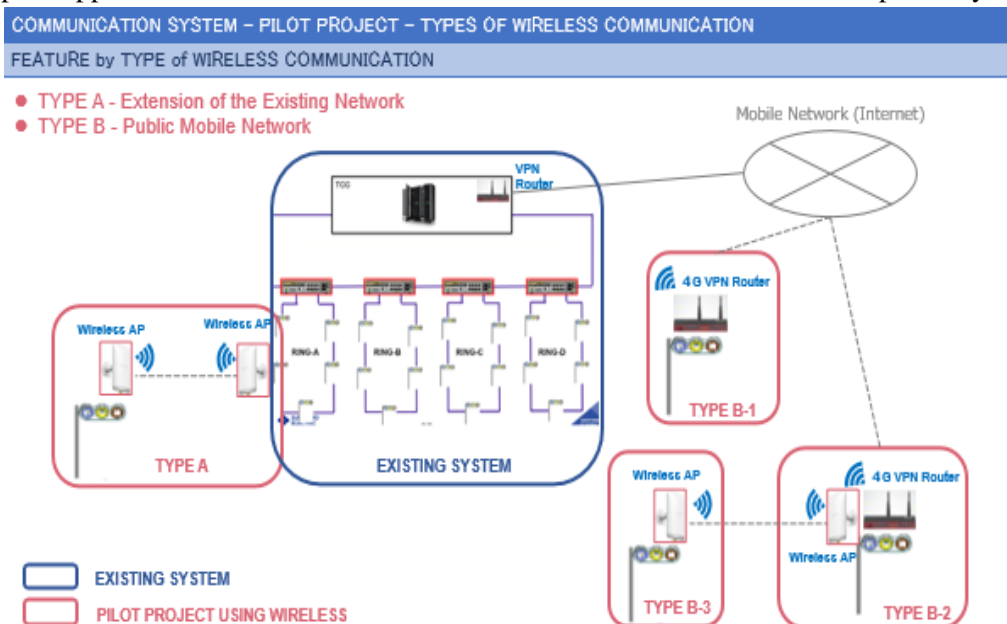 COMMUNICATION SYSTEM – PILOT PROJECT – TYPES OF WIRELESS COMMUNICATION
FEATURE by TYPE of WIRELESS COMMUNICATION
TYPE A - Extension of the Existing Network
TYPE B - Public Mobile Network
Mobile Network (Internet)
VPN
Router
4G VPN Router
Wireless AP
Wireless AP
RING-A
RING-B
RING-C
RING-D
TYPE B-1
TYPE A
EXISTING SYSTEM
Wireless AP
4G VPN Router
Wireless AP
TYPE B-3
TYPE B-2
EXISTING SYSTEM
PILOT PROJECT USING WIRELESS